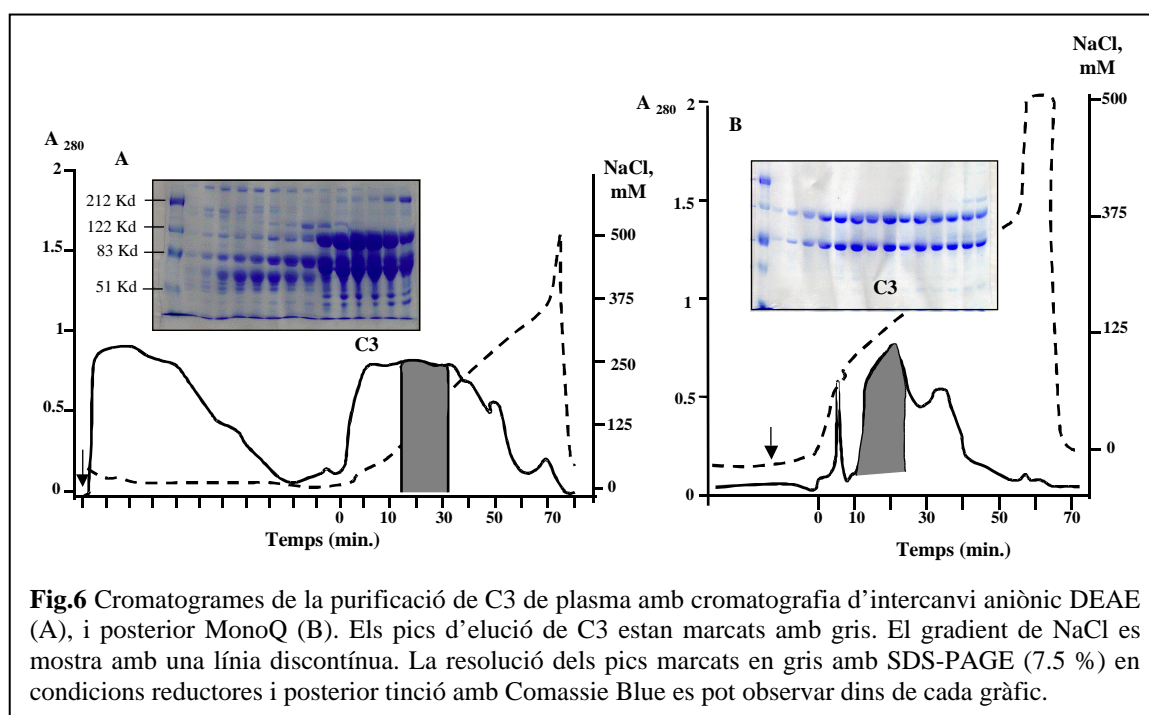 A 280
2
1.5
1
0.5
0
A
212 Kd
122 Kd
83 Kd
51 Kd
C3
NaCl,
mM
500
375
250
125
0
0 10 30 50 70
Temps (min.)
A 280
2
1.5
1
0.5
0
B
C3
NaCl,
mM
500
375
125
0
0 10 30 50 70
Temps (min.)
Fig.6 Cromatogrames de la purificació de C3 de plasma amb cromatografia d'intercanvi aniònic DEAE
(A), i posterior MonoQ (B). Els pics d'elució de C3 estan marcats amb gris. El gradient de NaCl es
mostra amb una línia discontínua. La resolució dels pics marcats en gris amb SDS-PAGE (7.5 %) en
condicions reductores i posterior tinció amb Comassie Blue es pot observar dins de cada gràfic.